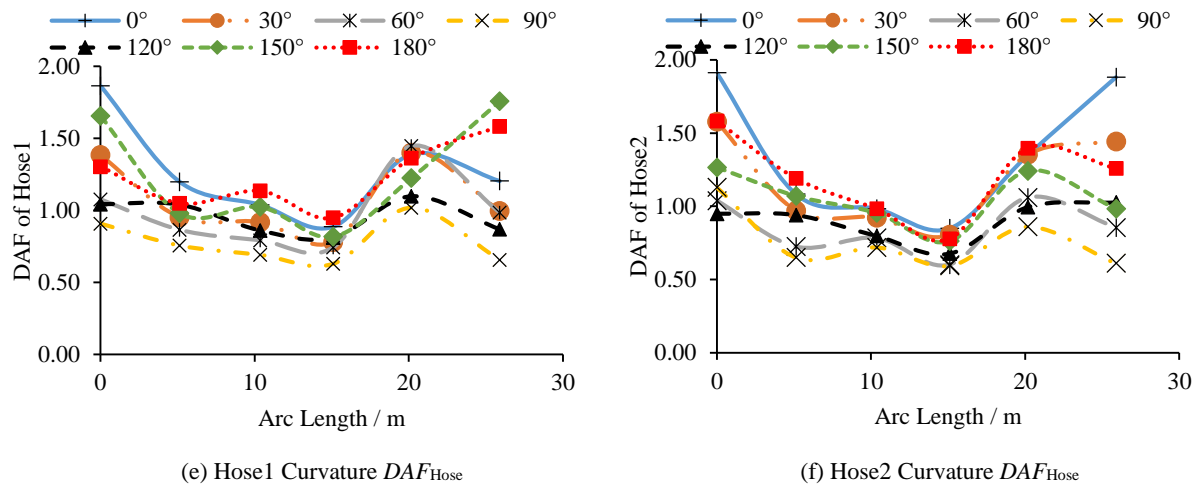 0° 30° 60° 90°
120° 150° 180°
2.00
1.50
1.00
0.50
0.00
DAF of Hose1
0 10 20 30
Arc Length / m
(e) Hose1 Curvature DAFHose
0° 30° 60° 90°
120° 150° 180°
2.00
1.50
1.00
0.50
0.00
DAF of Hose2
0 10 20 30
Arc Length / m
(f) Hose2 Curvature DAFHose